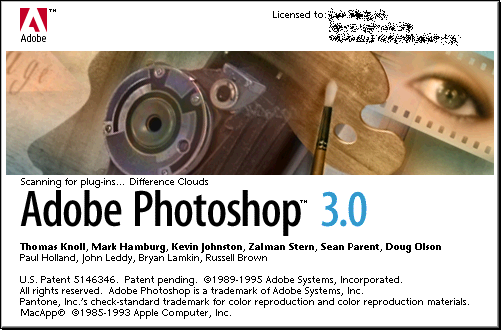 Adobe™
Licensed to:
Scanning for plug-ins... Difference Clouds
Adobe Photoshop™ 3.0
Thomas Knoll, Mark Hamburg, Kevin Johnston, Zalman Stern, Sean Parent, Doug Olson
Paul Holland, John Leddy, Bryan Lamkin, Russell Brown
U.S. Patent 5146346. Patent pending. ©1989-1995 Adobe Systems, Incorporated.
All rights reserved. Adobe Photoshop is a trademark of Adobe Systems, Inc.
Pantone, Inc.'s check-standard trademark for color reproduction and color reproduction materials.
MacApp® ©1985-1993 Apple Computer, Inc.